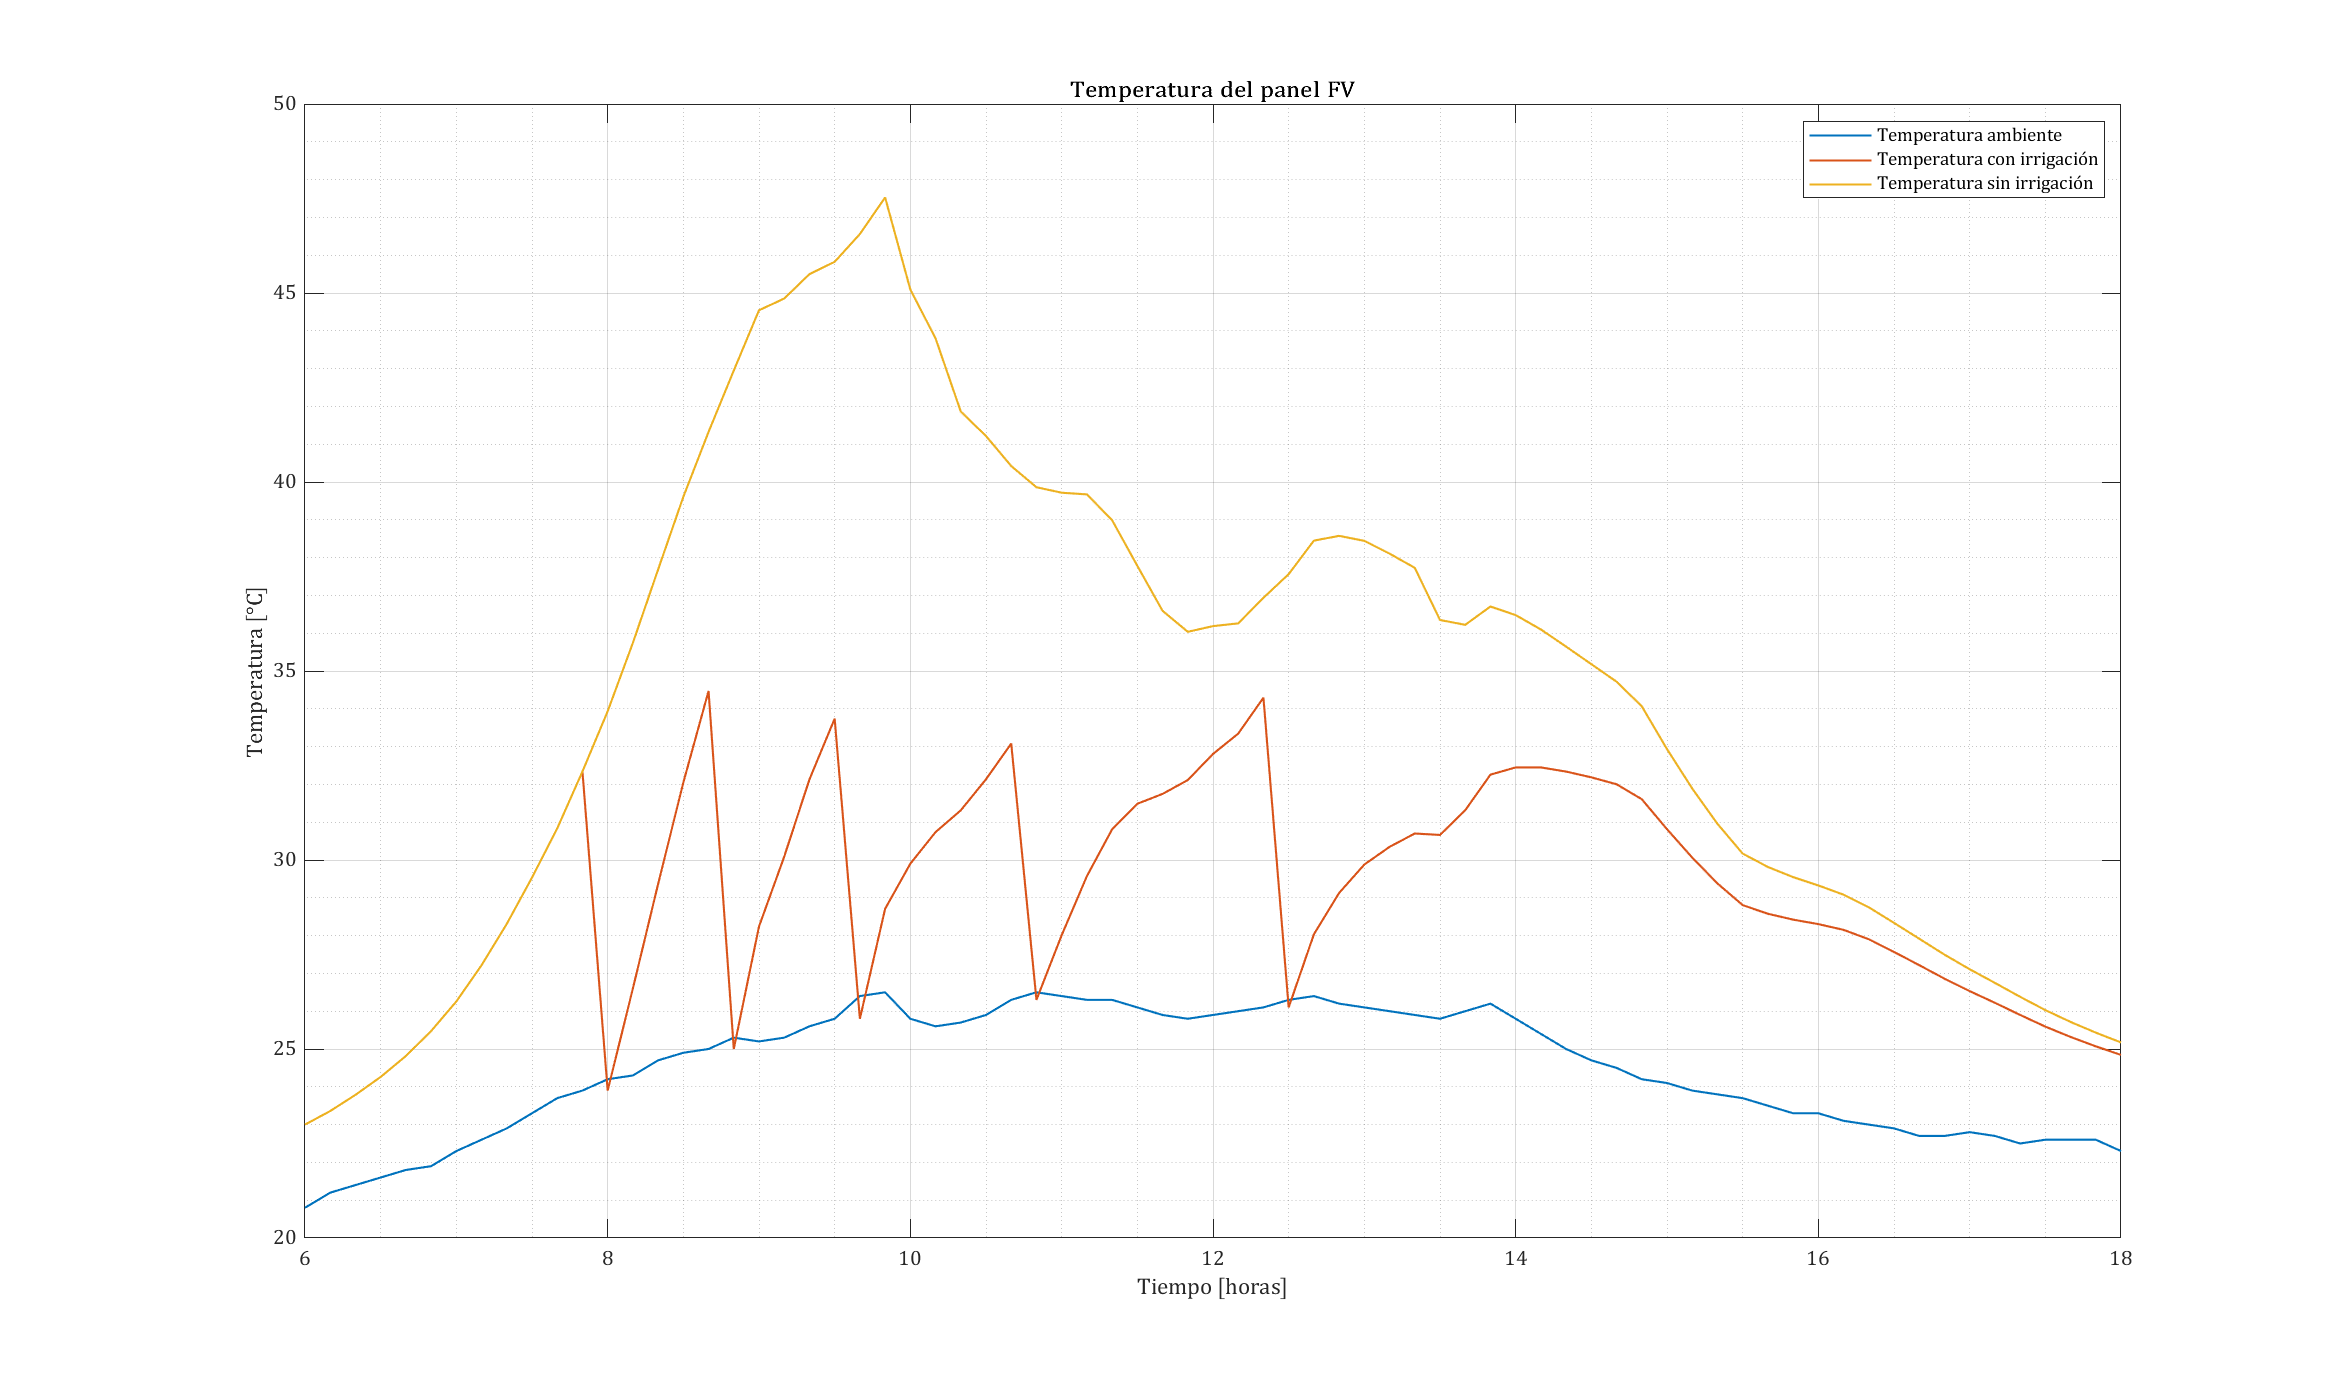 Temperatura del panel FV
50
45
40
35
30
25
20
Temperatura [°C]
6
8
10
12
14
16
18
Tiempo [horas]
Temperatura ambiente
Temperatura con irrigación
Temperatura sin irrigación